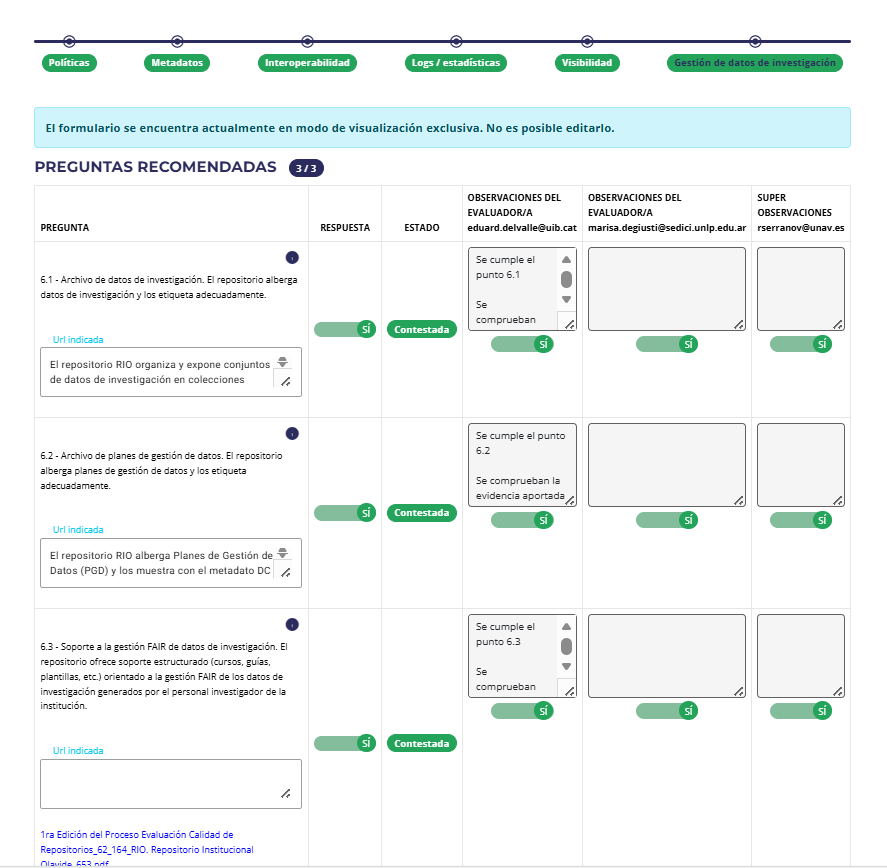 Políticas
Metadatos
Interoperabilidad
Logs / estadísticas
Visibilidad
Gestión de datos de investigación
El formulario se encuentra actualmente en modo de visualización exclusiva. No es posible editarlo.
PREGUNTAS RECOMENDADAS 3 / 3
PREGUNTA
RESPUESTA
ESTADO
OBSERVACIONES DEL
EVALUADOR/A
eduard.delvalle@uib.cat
OBSERVACIONES DEL
EVALUADOR/A
marisa.degiusti@sedici.unlp.edu.ar
SUPER
OBSERVACIONES
rserranov@unav.es
6.1 - Archivo de datos de investigación. El repositorio alberga
datos de investigación y los etiqueta adecuadamente.
Url indicada
El repositorio RIO organiza y expone conjuntos
de datos de investigación en colecciones
SÍ
Contestada
Se cumple el
punto 6.1
Se
comprueban
SÍ
SÍ
SÍ
6.2 - Archivo de planes de gestión de datos. El repositorio
alberga planes de gestión de datos y los etiqueta
adecuadamente.
Url indicada
El repositorio RIO alberga Planes de Gestión de
Datos (PGD) y los muestra con el metadato DC
SÍ
Contestada
Se cumple el punto
6.2
Se comprueban la
evidencia aportada
SÍ
SÍ
SÍ
6.3 - Soporte a la gestión FAIR de datos de investigación. El
repositorio ofrece soporte estructurado (cursos, guías,
plantillas, etc.) orientado a la gestión FAIR de los datos de
investigación generados por el personal investigador de la
institución.
Url indicada
SÍ
Contestada
Se cumple el
punto 6.3
Se
comprueban
SÍ
SÍ
SÍ
1ra Edición del Proceso Evaluación Calidad de
Repositorios_62_164_RIO. Repositorio Institucional
Olavide_653.pdf